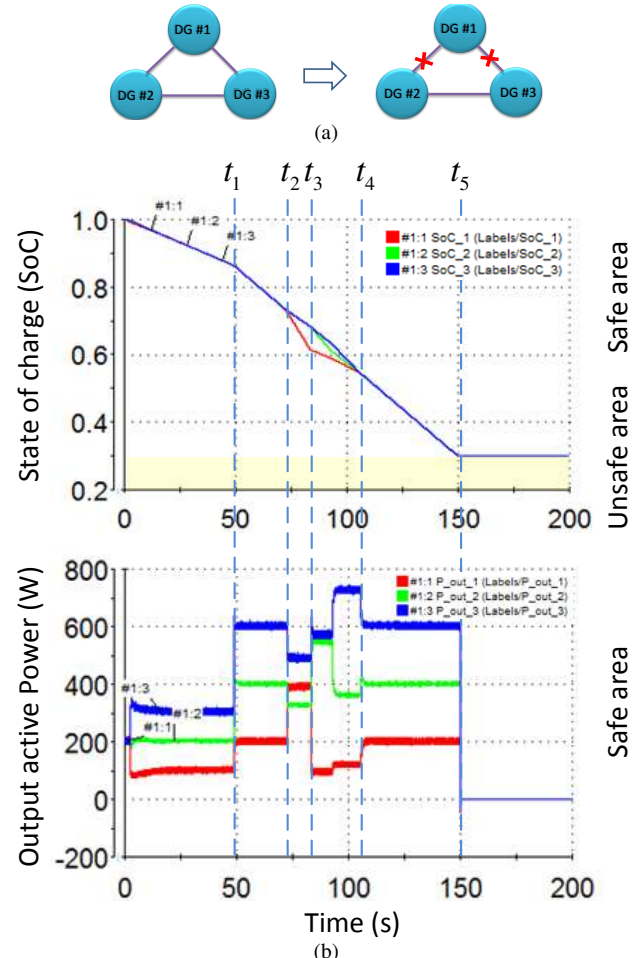 DG #1
DG #1
DG #2
DG #3
DG #2
DG #3
(a)
t1 t2 t3 t4 t5
State of charge (SoC)
1.0
0.8
0.6
0.4
0.2
#1:1
#1:2
#1:3
#1:1 SoC_1 (Labels/SoC_1)
#1:2 SoC_2 (Labels/SoC_2)
#1:3 SoC_3 (Labels/SoC_3)
Safe area
Unsafe area
0 50 100 150 200
Output active Power (W)
800
600
400
200
0
-200
#1:1 P_out_1 (Labels/P_out_1)
#1:2 P_out_2 (Labels/P_out_2)
#1:3 P_out_3 (Labels/P_out_3)
#1:3
#1:2
#1:1
Safe area
0 50 100 150 200
Time (s)
(b)